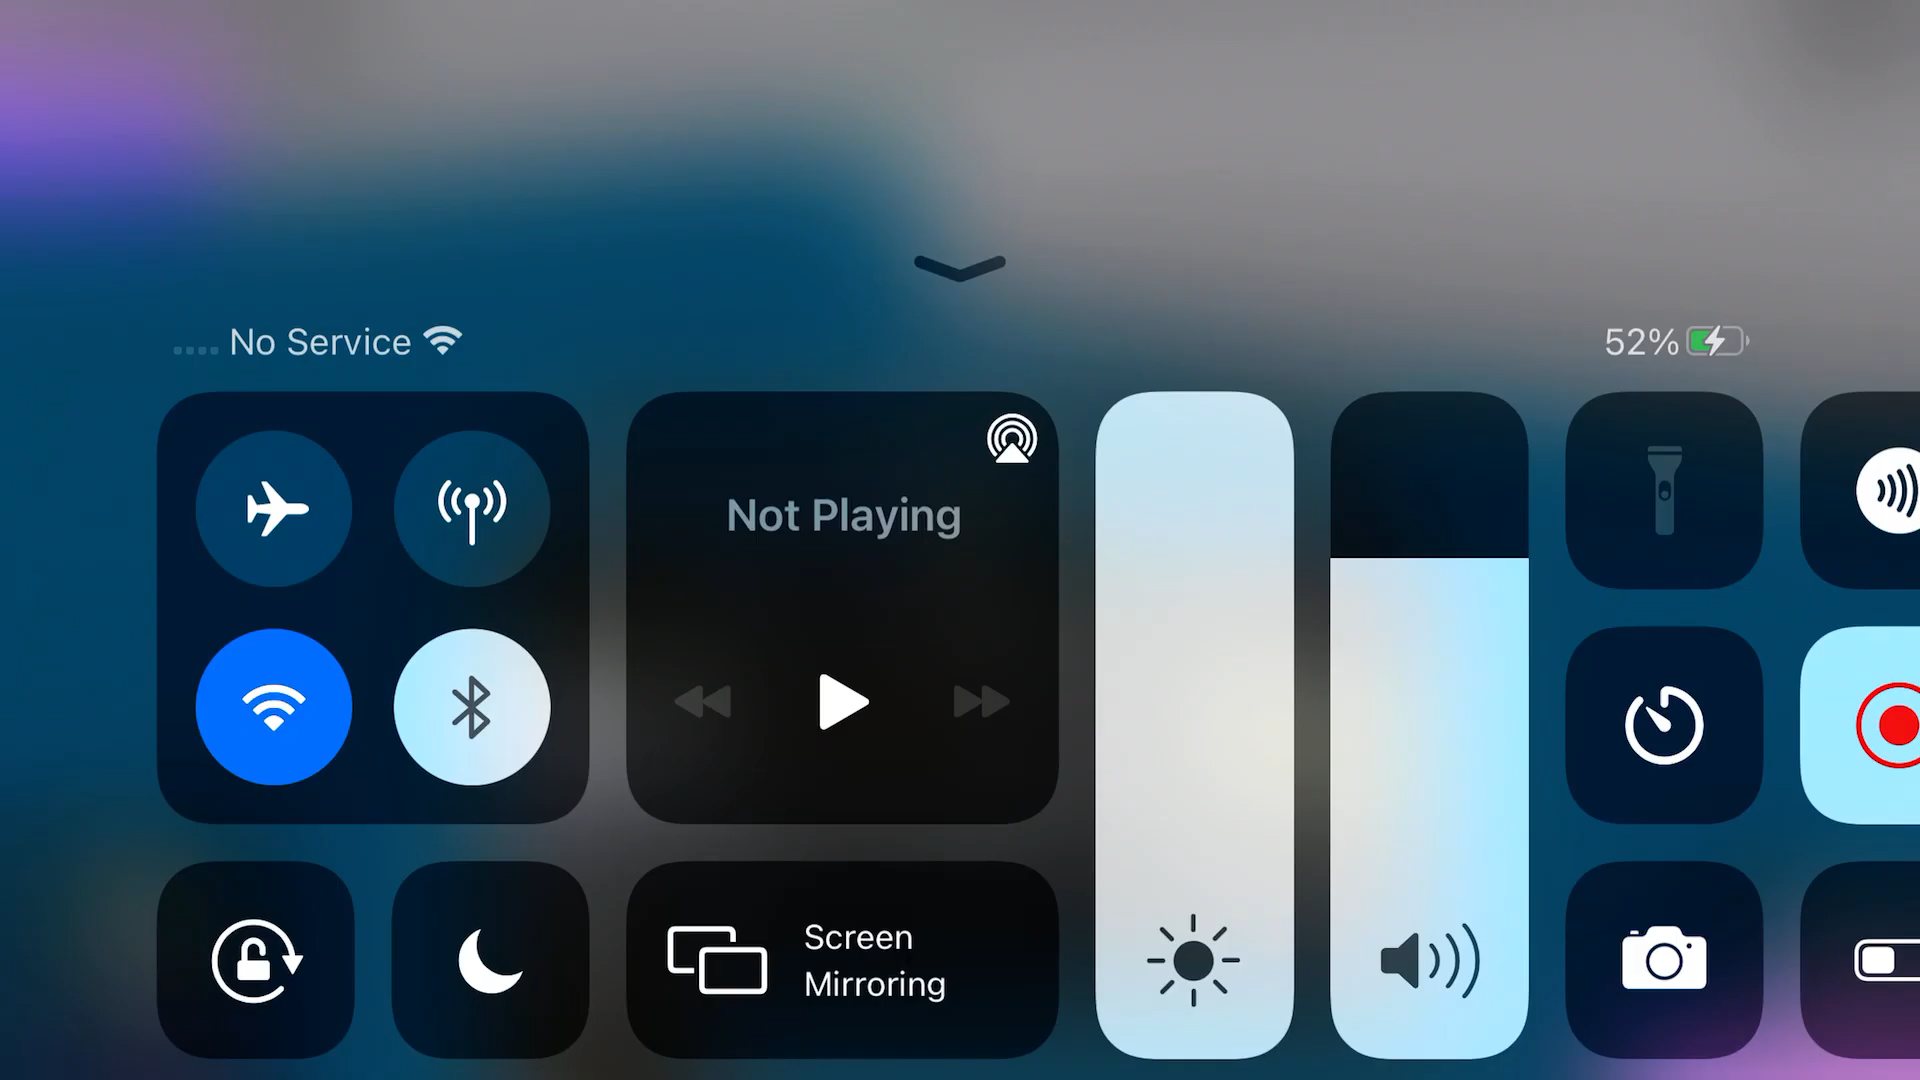 No Service
52%
Not Playing
Screen
Mirroring